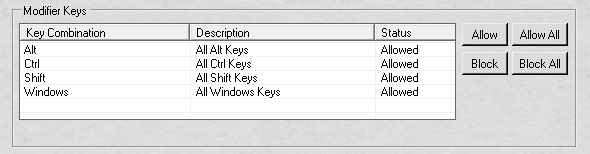 Modifier Keys
Key Combination Description Status
Alt All Alt Keys Allowed
Ctrl All Ctrl Keys Allowed
Shift All Shift Keys Allowed
Windows All Windows Keys Allowed
Allow Allow All
Block Block All